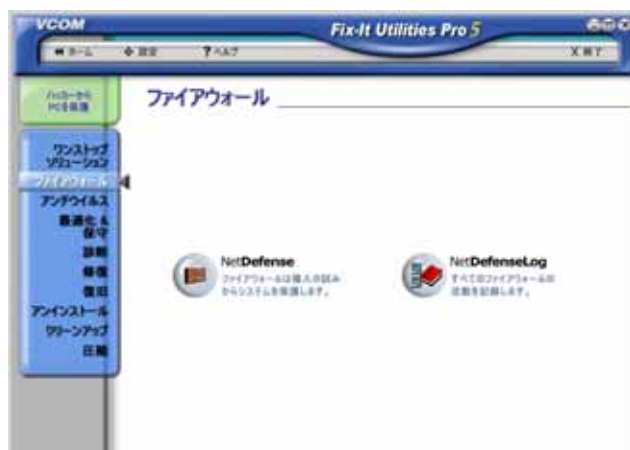 VCOM
Fix-It Utilities Pro 5
ホーム
設定
? ヘルプ
X 終了
ハッカーから
PCを保護
ファイアウォール
ワンストップ
ソリューション
ファイアウォール
アンチウイルス
最適化 &
保守
診断
修復
復旧
アンインストール
クリーンアップ
圧縮
NetDefense
ファイアウォールは侵入の試み
からシステムを保護します。
NetDefenseLog
すべてのファイアウォールの
活動を記録します。